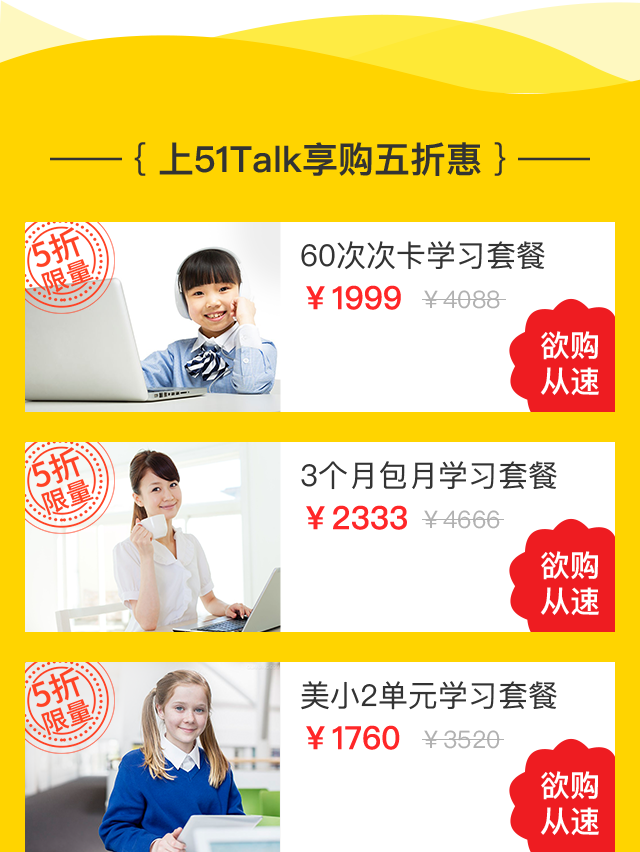 { 上51Talk享购五折惠 }
5折
限量
60次次卡学习套餐
￥1999 ￥4088
欲购
从速
5折
限量
3个月包月学习套餐
￥2333 ￥4666
欲购
从速
5折
限量
美小2单元学习套餐
￥1760 ￥3520
欲购
从速